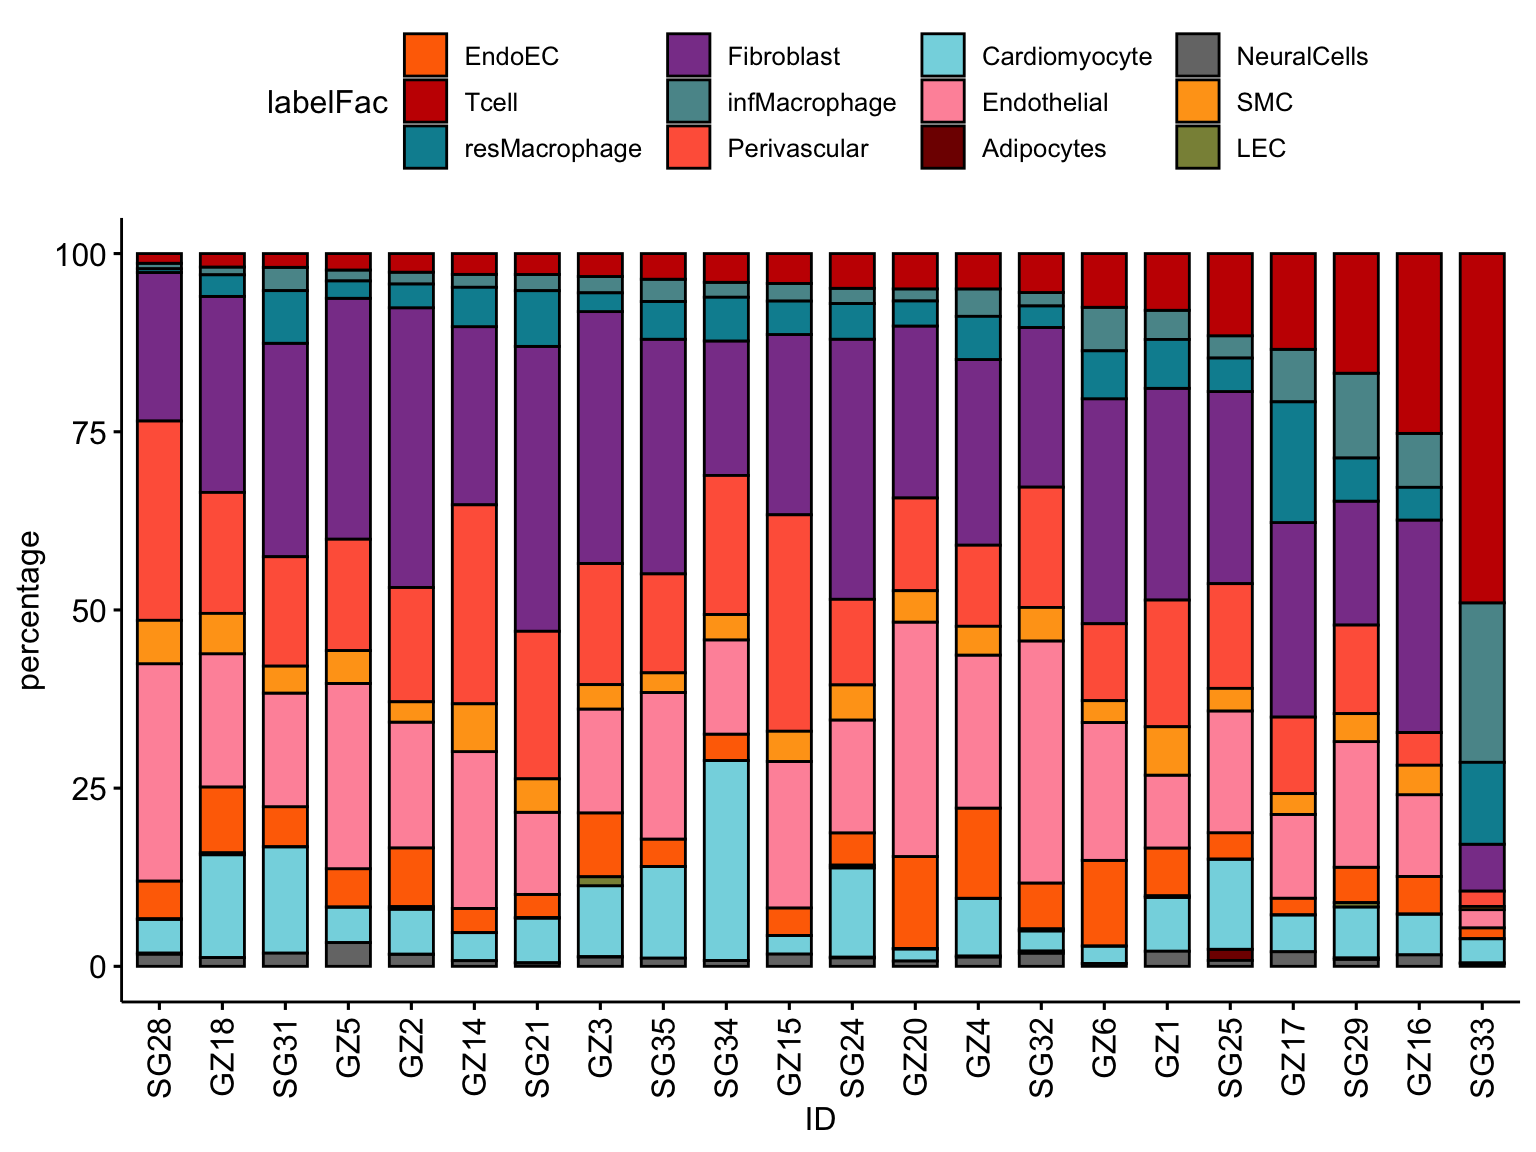 EndoEC Fibroblast Cardiomyocyte NeuralCells
labelFac Tcell infMacrophage Endothelial SMC
resMacrophage Perivascular Adipocytes LEC
100
75
50
25
0
percentage
SG28 GZ18 SG31 GZ5 GZ2 GZ14 SG21 GZ3 SG35 SG34 GZ15 SG24 GZ20 GZ4 SG32 GZ6 GZ1 SG25 GZ17 SG29 GZ16 SG33
ID